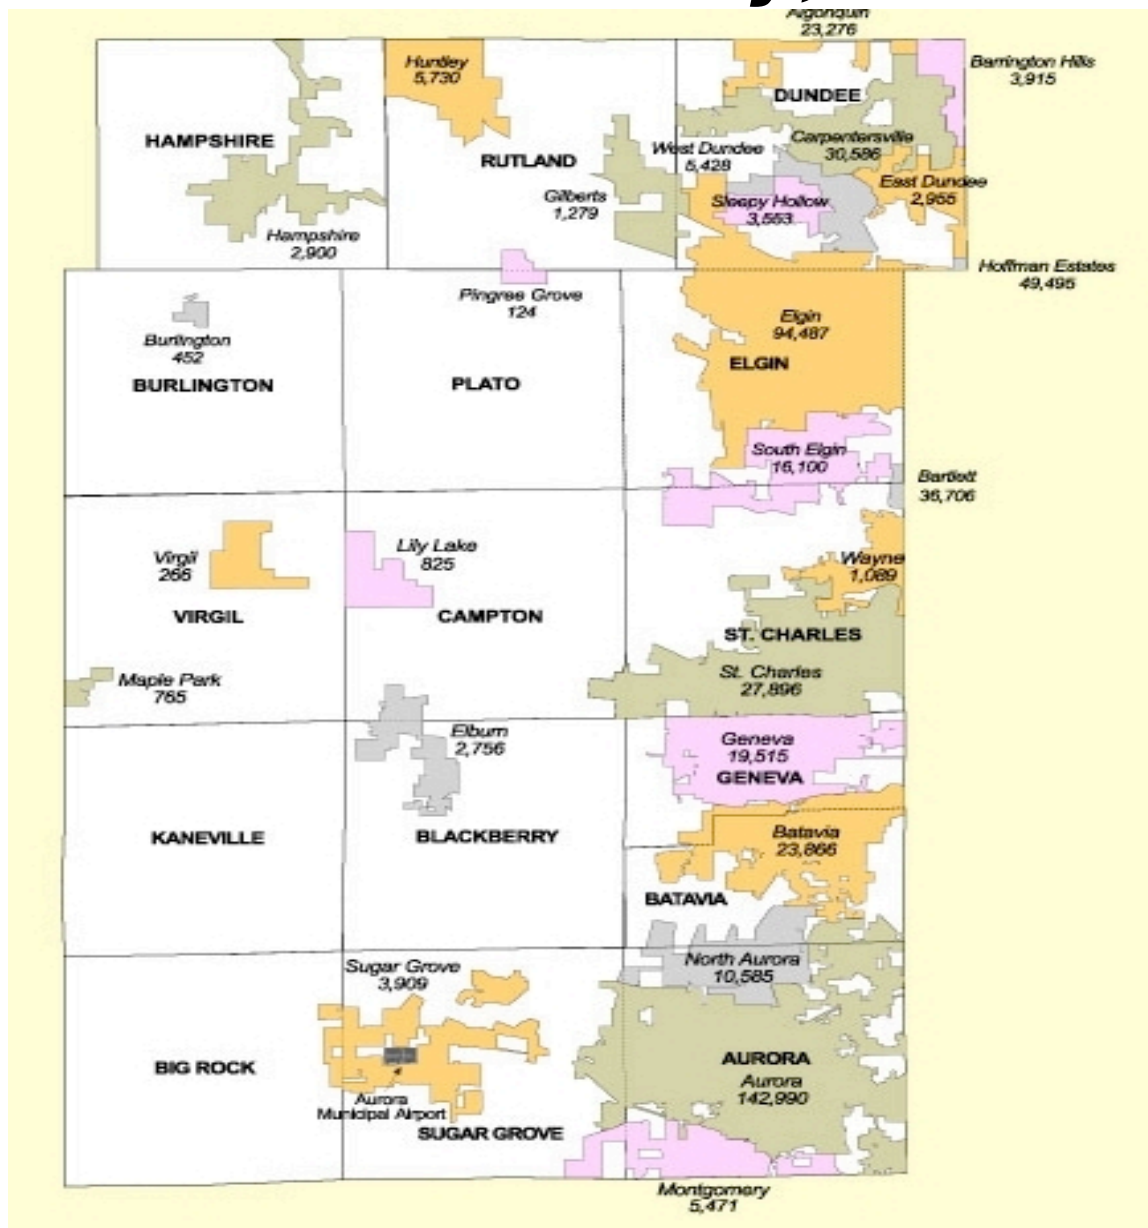 Algonquin
23,276
Huntley
5,730
Barrington Hills
3,915
DUNDEE
HAMPSHIRE
Carpentersville
30,586
West Dundee
5,428
RUTLAND
East Dundee
2,955
Gilberts
1,279
Sleepy Hollow
3,553
Hampshire
2,900
Hoffman Estates
49,495
Pingree Grove
124
Elgin
94,487
Burlington
452
ELGIN
BURLINGTON
PLATO
South Elgin
16,100
Bartlett
36,706
Lily Lake
825
Virgil
266
Wayne
1,089
VIRGIL
CAMPTON
ST. CHARLES
St. Charles
27,896
Maple Park
765
Elburn
2,756
Geneva
19,515
GENEVA
KANEVILLE
BLACKBERRY
Batavia
23,866
BATAVIA
North Aurora
10,585
Sugar Grove
3,909
BIG ROCK
AURORA
Aurora
142,990
Aurora
Municipal Airport
SUGAR GROVE
Montgomery
5,471